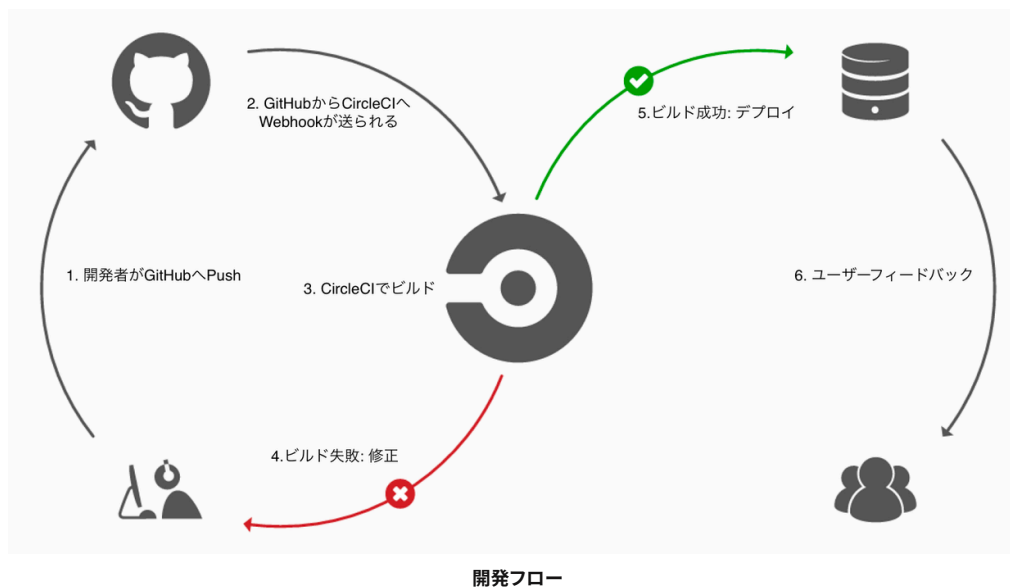 1. 開発者がGitHubへPush
2. GitHubからCircleCIへ
Webhookが送られる
3. CircleCIでビルド
4.ビルド失敗: 修正
5.ビルド成功: デプロイ
6. ユーザーフィードバック
開発フロー